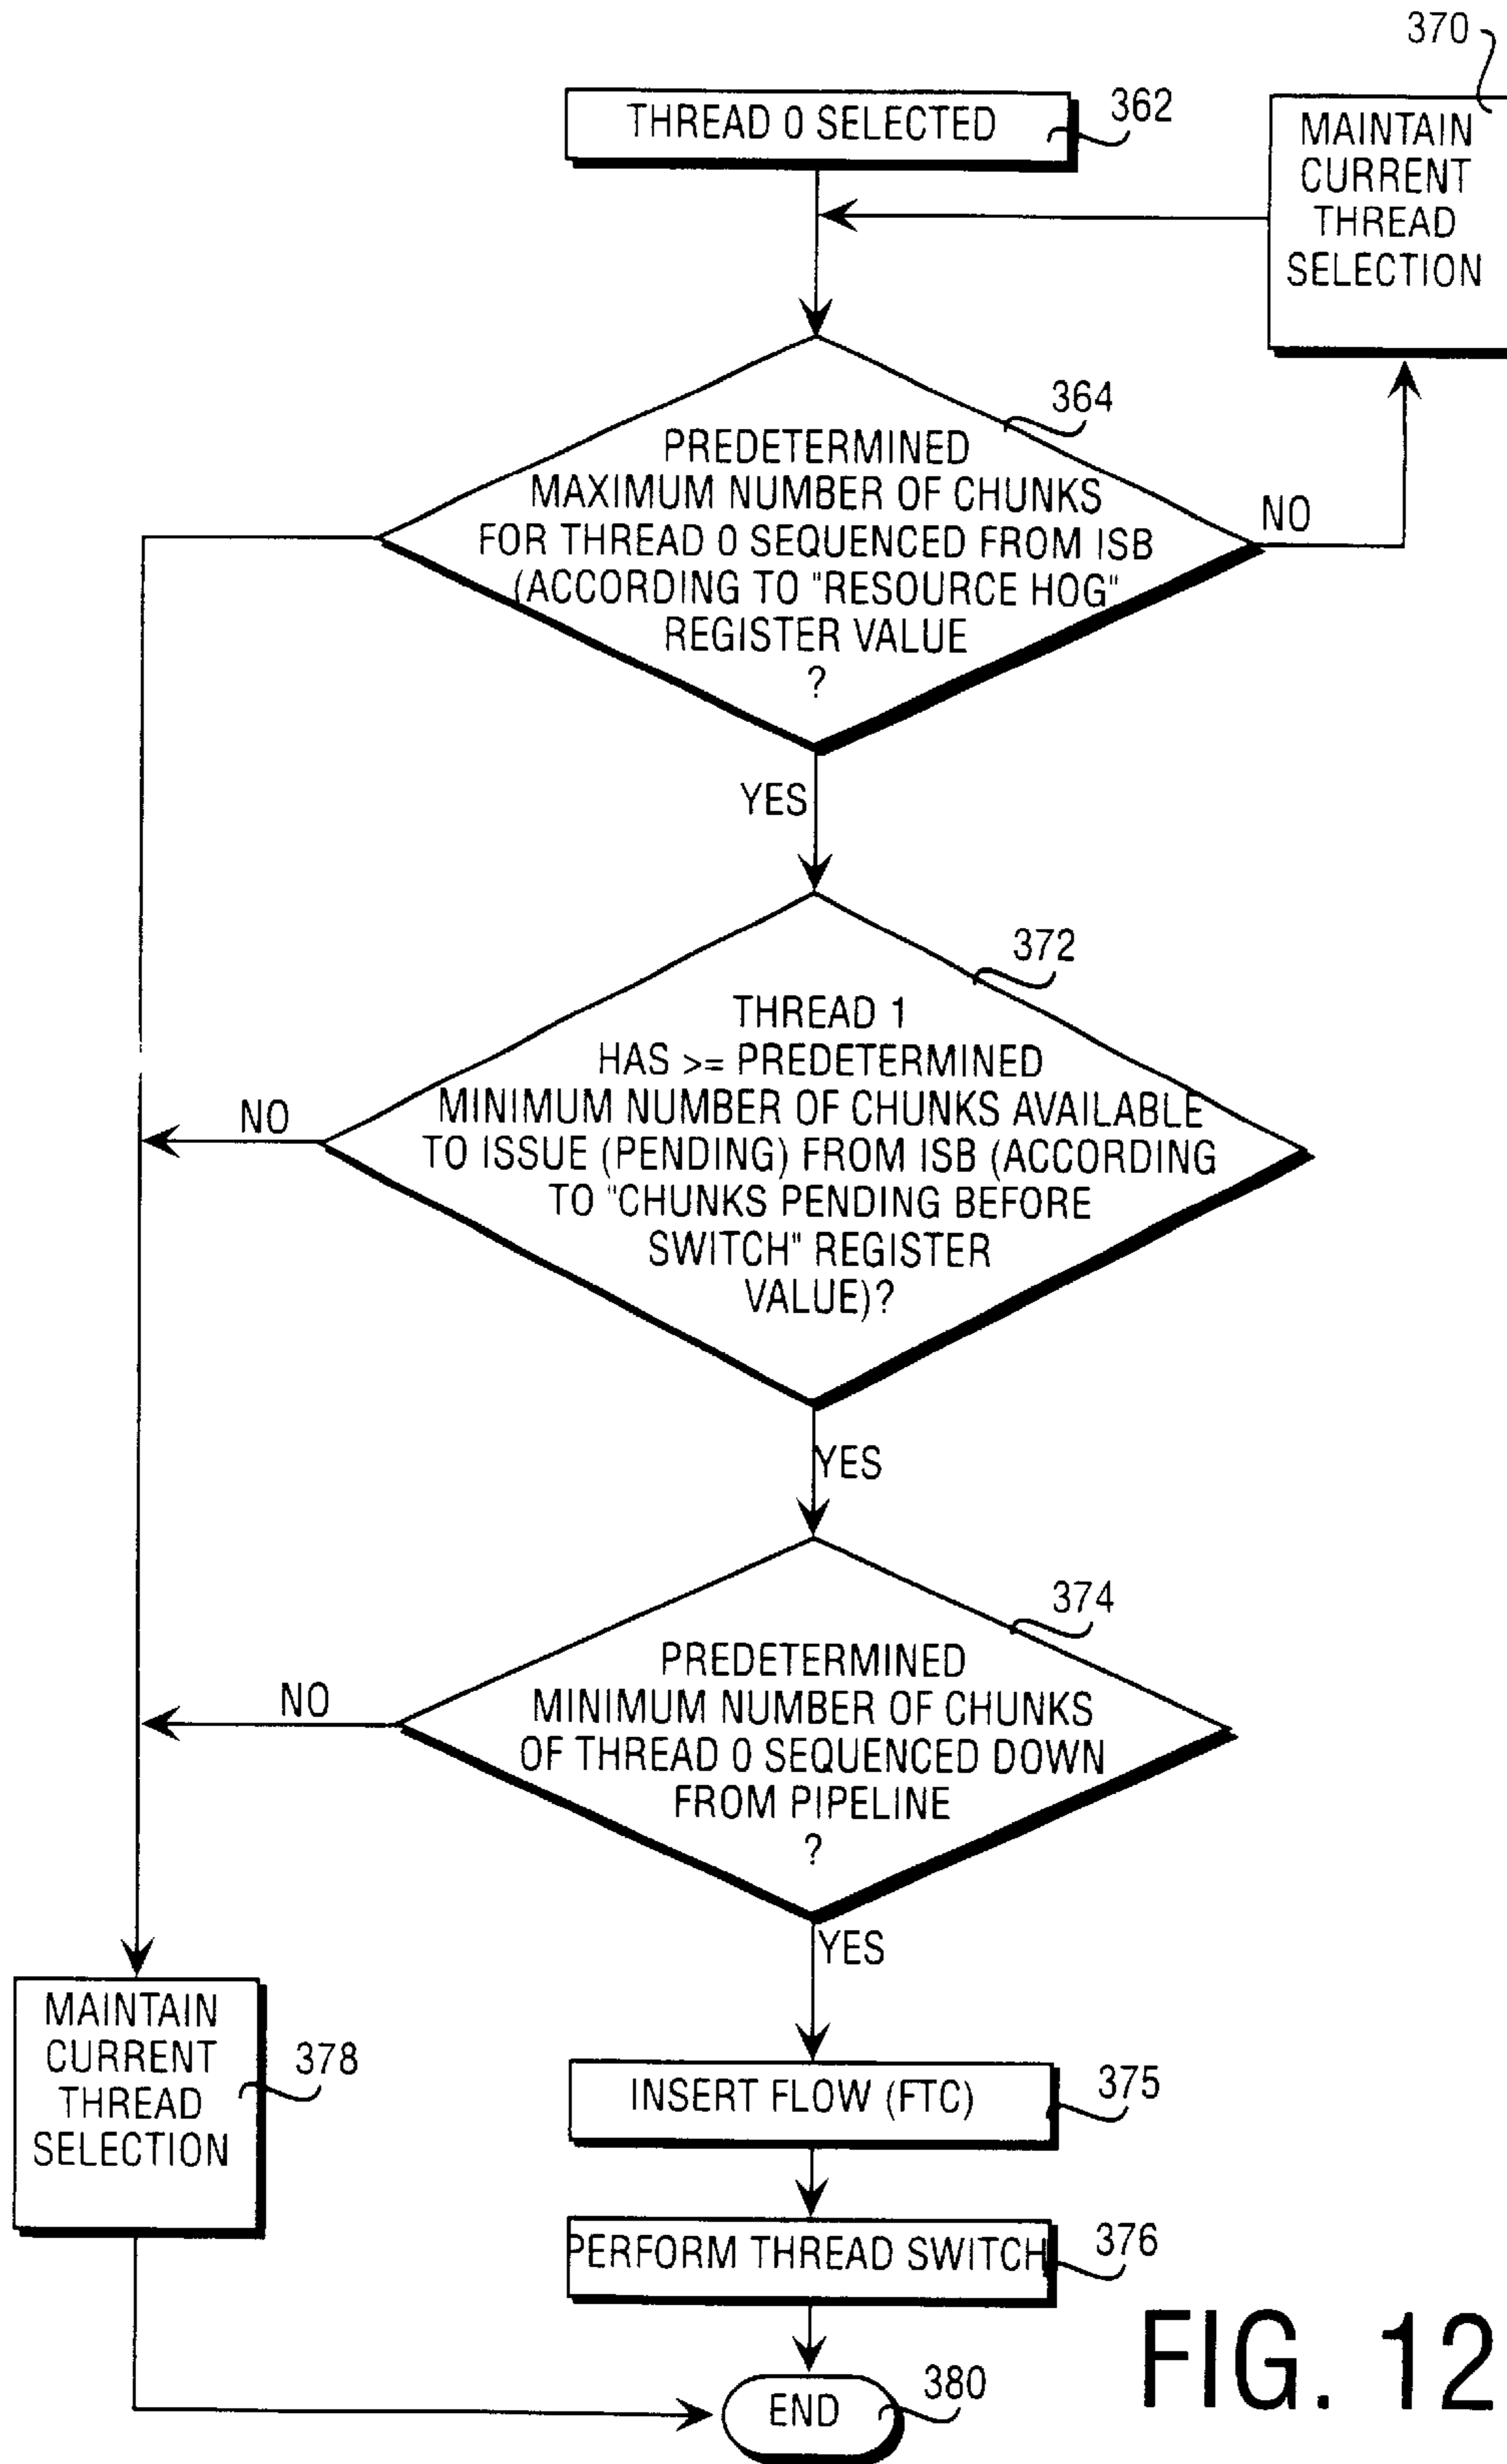 370
THREAD 0 SELECTED
362
MAINTAIN
CURRENT
THREAD
SELECTION
364
PREDETERMINED
MAXIMUM NUMBER OF CHUNKS
FOR THREAD 0 SEQUENCED FROM ISB
(ACCORDING TO "RESOURCE HOG"
REGISTER VALUE
?
NO
YES
372
THREAD 1
HAS >= PREDETERMINED
MINIMUM NUMBER OF CHUNKS AVAILABLE
TO ISSUE (PENDING) FROM ISB (ACCORDING
TO "CHUNKS PENDING BEFORE
SWITCH" REGISTER
VALUE)?
NO
YES
374
PREDETERMINED
MINIMUM NUMBER OF CHUNKS
OF THREAD 0 SEQUENCED DOWN
FROM PIPELINE
?
NO
YES
MAINTAIN
CURRENT
THREAD
SELECTION
378
INSERT FLOW (FTC)
375
PERFORM THREAD SWITCH
376
END
380
FIG. 12